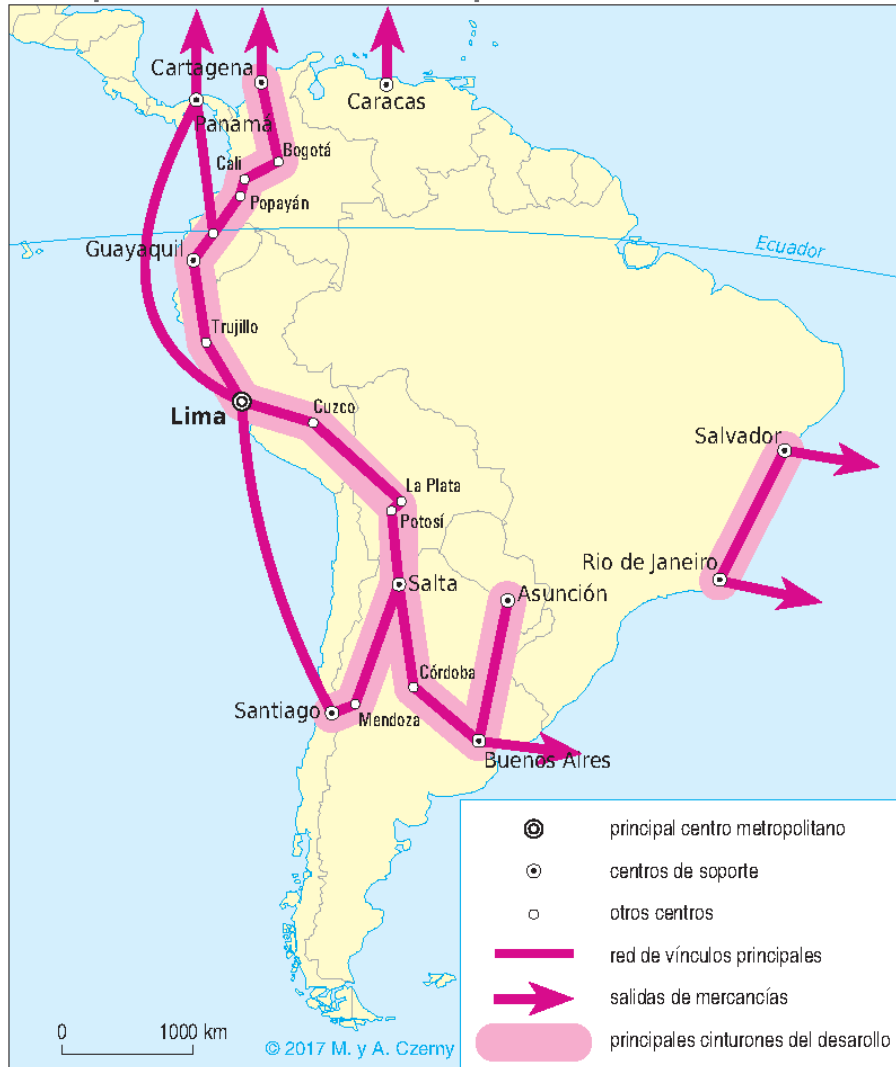 Cartagena
Caracas
Panamá
Bogotá
Cali
Popayán
Ecuador
Guayaquil
Trujillo
Lima
Cuzco
Salvador
La Plata
Potosí
Rio de Janeiro
Salta
Asunción
Córdoba
Santiago
Mendoza
Buenos Aires
principal centro metropolitano
centros de soporte
otros centros
red de vínculos principales
salidas de mercancías
principales cinturones del desarollo
0 1000 km
© 2017 M. y A. Czerny